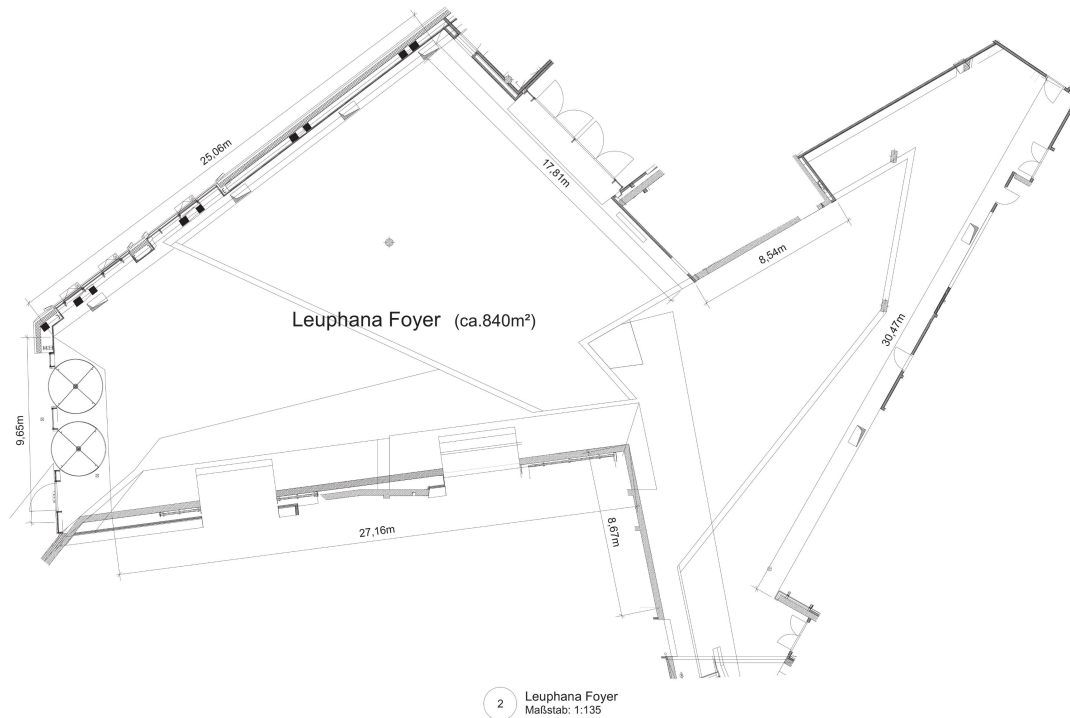 25,06m
17,81m
8,54m
Leuphana Foyer (ca.840m²)
30,47m
9,65m
27,16m
8,67m
2
Leuphana Foyer
Maßstab: 1:135